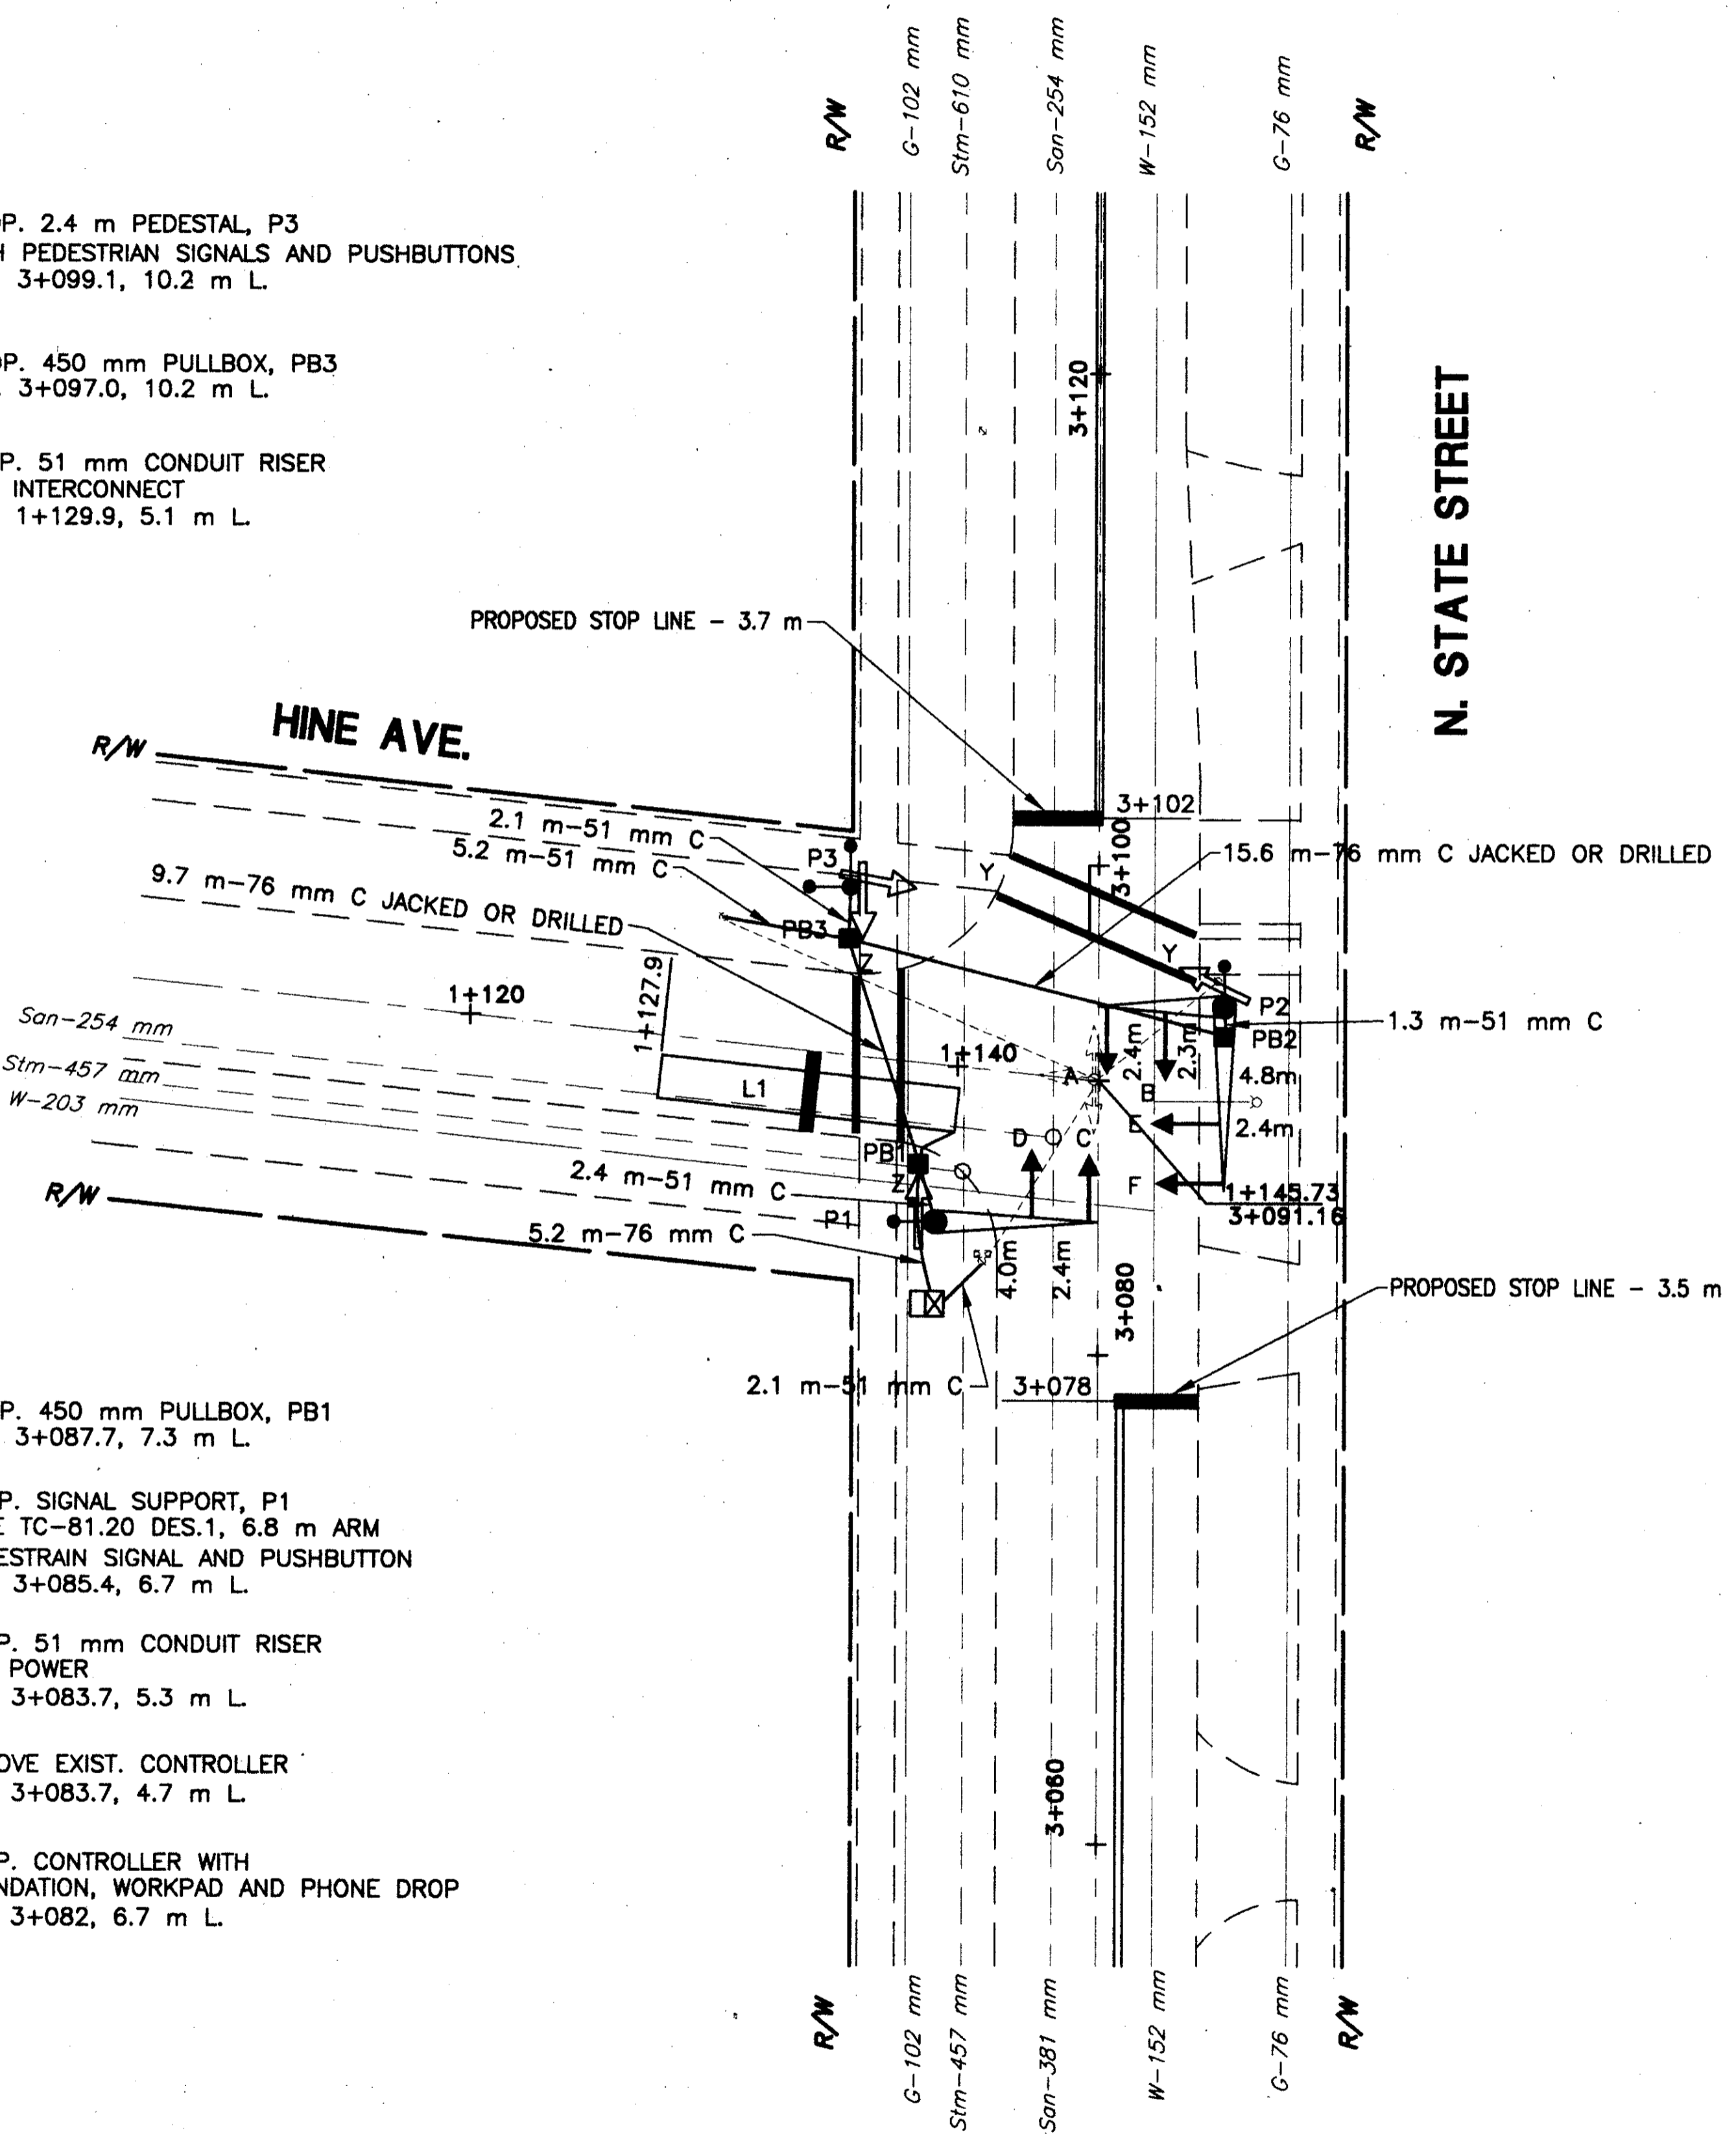 R/W
G-102 mm
Stm-610 mm
San-254 mm
W-152 mm
G-76 mm
R/W
P. 2.4 m PEDESTAL, P3
H PEDESTRIAN SIGNALS AND PUSHBUTTONS
3+099.1, 10.2 m L.
P. 450 mm PULLBOX, PB3
3+097.0, 10.2 m L.
P. 51 mm CONDUIT RISER
INTERCONNECT
1+129.9, 5.1 m L.
3+120
N. STATE STREET
PROPOSED STOP LINE - 3.7 m
HINE AVE.
R/W
3+102
2.1 m-51 mm C
5.2 m-51 mm C
P3
3+100
15.6 m-76 mm C JACKED OR DRILLED
9.7 m-76 mm C JACKED OR DRILLED
Y
PB3
Z
Y
1+127.9
1+120
P2
1.3 m-51 mm C
PB2
San-254 mm
Stm-457 mm
W-203 mm
1+140
2.4m
2.3m
A
B
4.8m
L1
E
2.4m
D
C
PB1
F
2.4 m-51 mm C
Z
R/W
1+145.73
3+091.16
P1
5.2 m-76 mm C
4.0m
2.4m
3+080
PROPOSED STOP LINE - 3.5 m
2.1 m-51 mm C
3+078
P. 450 mm PULLBOX, PB1
3+087.7, 7.3 m L.
P. SIGNAL SUPPORT, P1
E TC-81.20 DES.1, 6.8 m ARM
ESTRAIN SIGNAL AND PUSHBUTTON
3+085.4, 6.7 m L.
P. 51 mm CONDUIT RISER
POWER
3+083.7, 5.3 m L.
OVE EXIST. CONTROLLER
3+083.7, 4.7 m L.
3+060
P. CONTROLLER WITH
NDATION, WORKPAD AND PHONE DROP
3+082, 6.7 m L.
R/W
G-102 mm
Stm-457 mm
San-381 mm
W-152 mm
G-76 mm
R/W